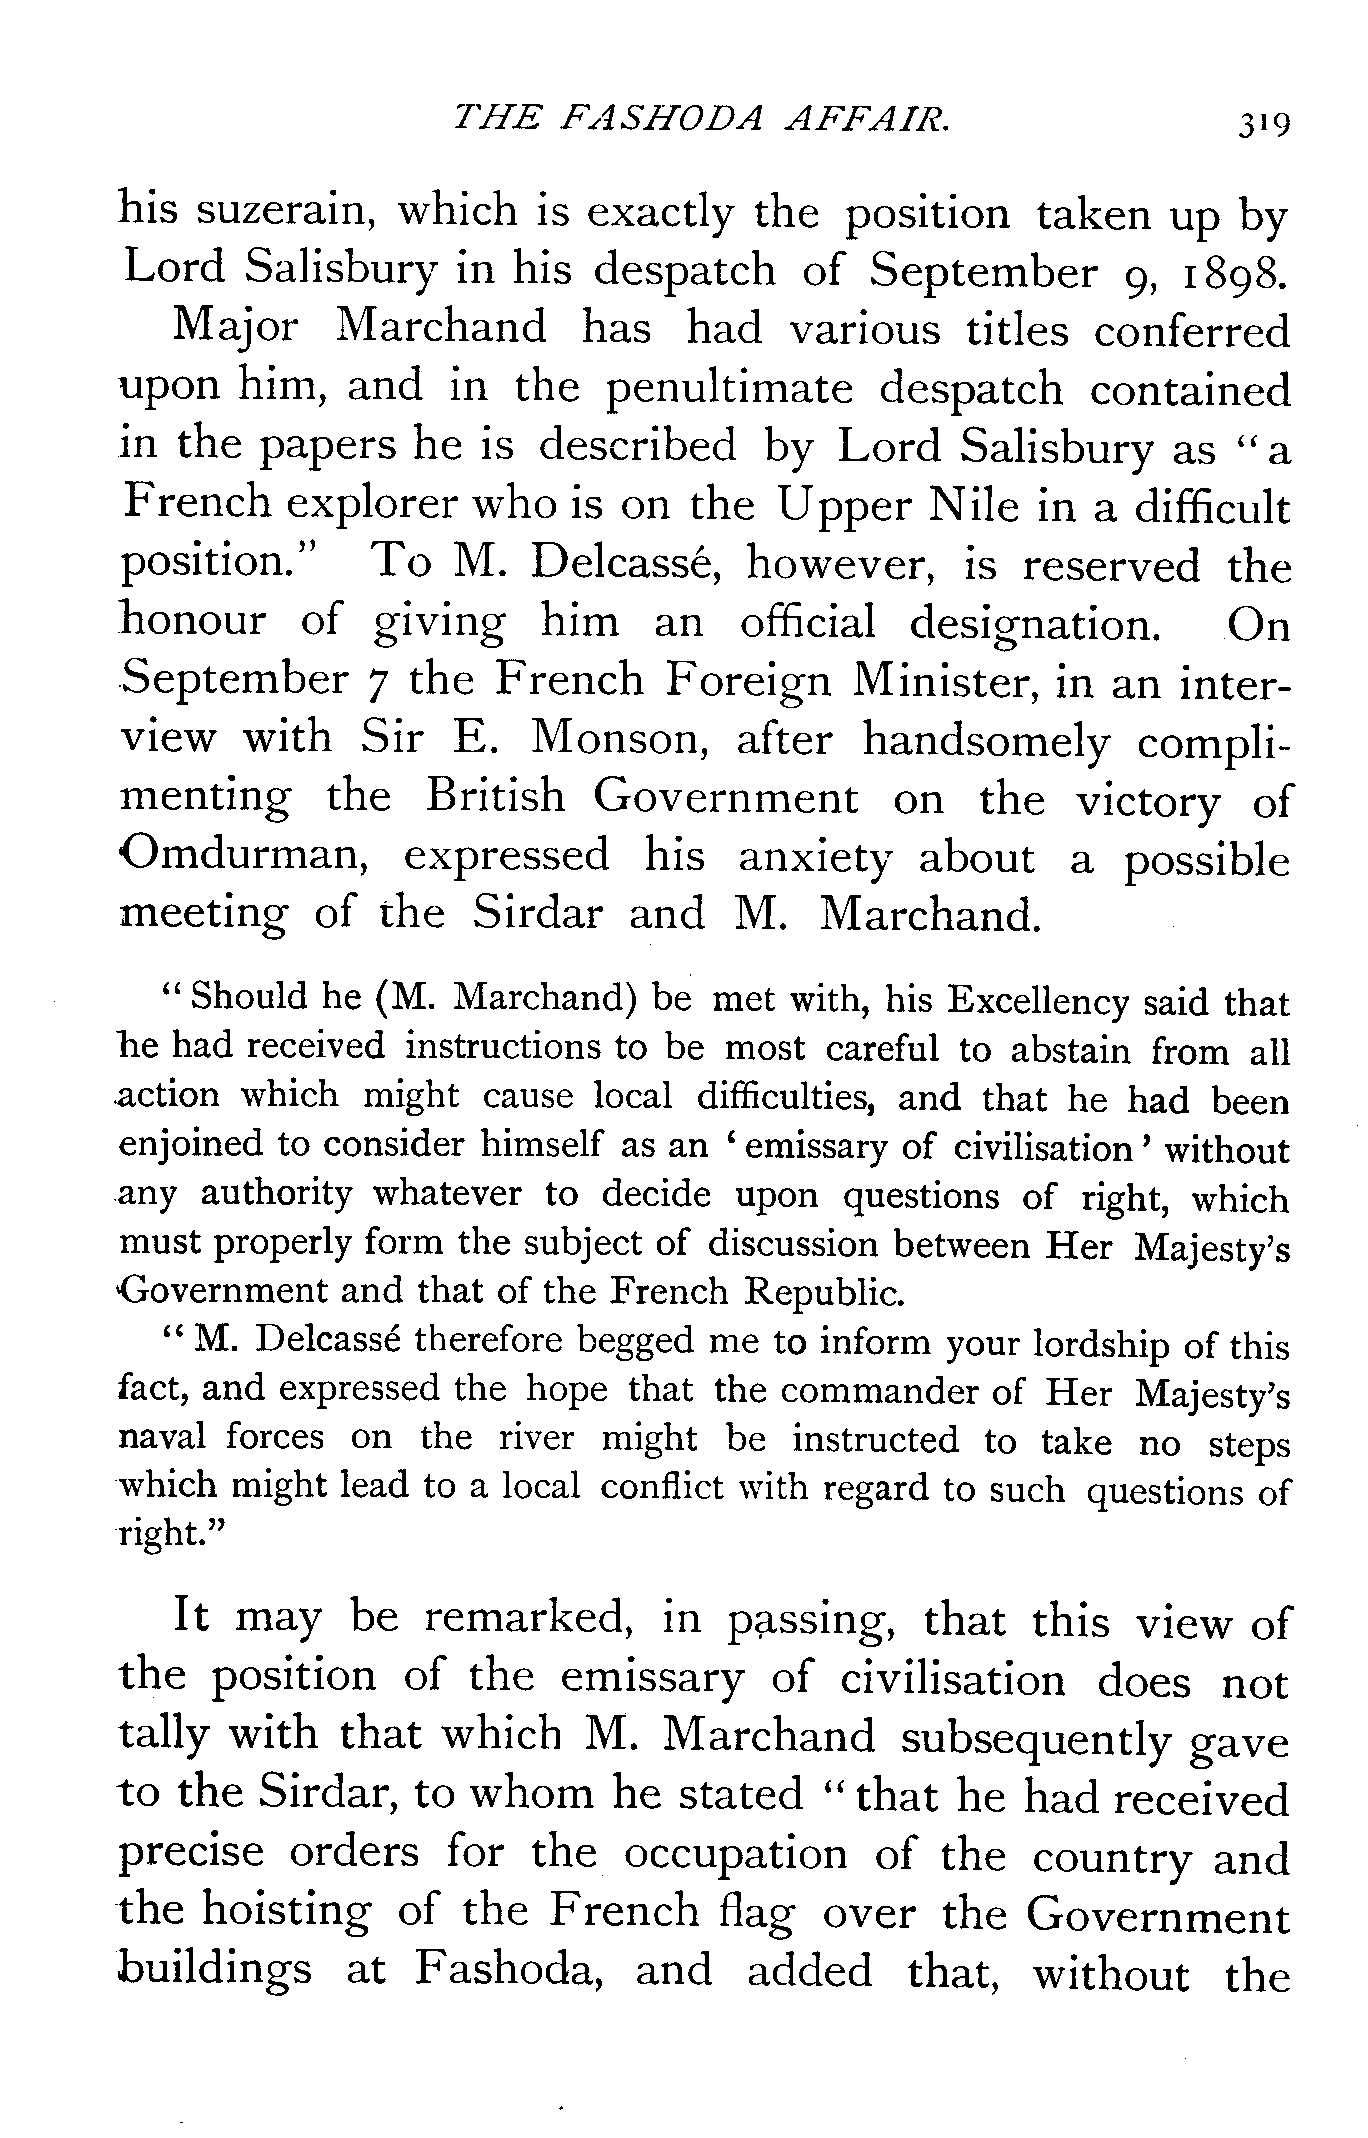 THE FASHODA AFFAIR. 319
his suzerain, which is exactly the position taken up by
Lord Salisbury in his despatch of September 9, 1898.
Major Marchand has had various titles conferred
upon him, and in the penultimate despatch contained
in the papers he is described by Lord Salisbury as “a
French explorer who is on the Upper Nile in a difficult
position.” To M. Delcassé, however, is reserved the
honour of giving him an official designation. On
September 7 the French Foreign Minister, in an inter-
view with Sir E. Monson, after handsomely compli-
menting the British Government on the victory of
Omdurman, expressed his anxiety about a possible
meeting of the Sirdar and M. Marchand.
“Should he (M. Marchand) be met with, his Excellency said that
he had received instructions to be most careful to abstain from all
action which might cause local difficulties, and that he had been
enjoined to consider himself as an ‘emissary of civilisation’ without
any authority whatever to decide upon questions of right, which
must properly form the subject of discussion between Her Majesty’s
Government and that of the French Republic.
“M. Delcassé therefore begged me to inform your lordship of this
fact, and expressed the hope that the commander of Her Majesty’s
naval forces on the river might be instructed to take no steps
which might lead to a local conflict with regard to such questions of
right.”
It may be remarked, in passing, that this view of
the position of the emissary of civilisation does not
tally with that which M. Marchand subsequently gave
to the Sirdar, to whom he stated “that he had received
precise orders for the occupation of the country and
the hoisting of the French flag over the Government
buildings at Fashoda, and added that, without the